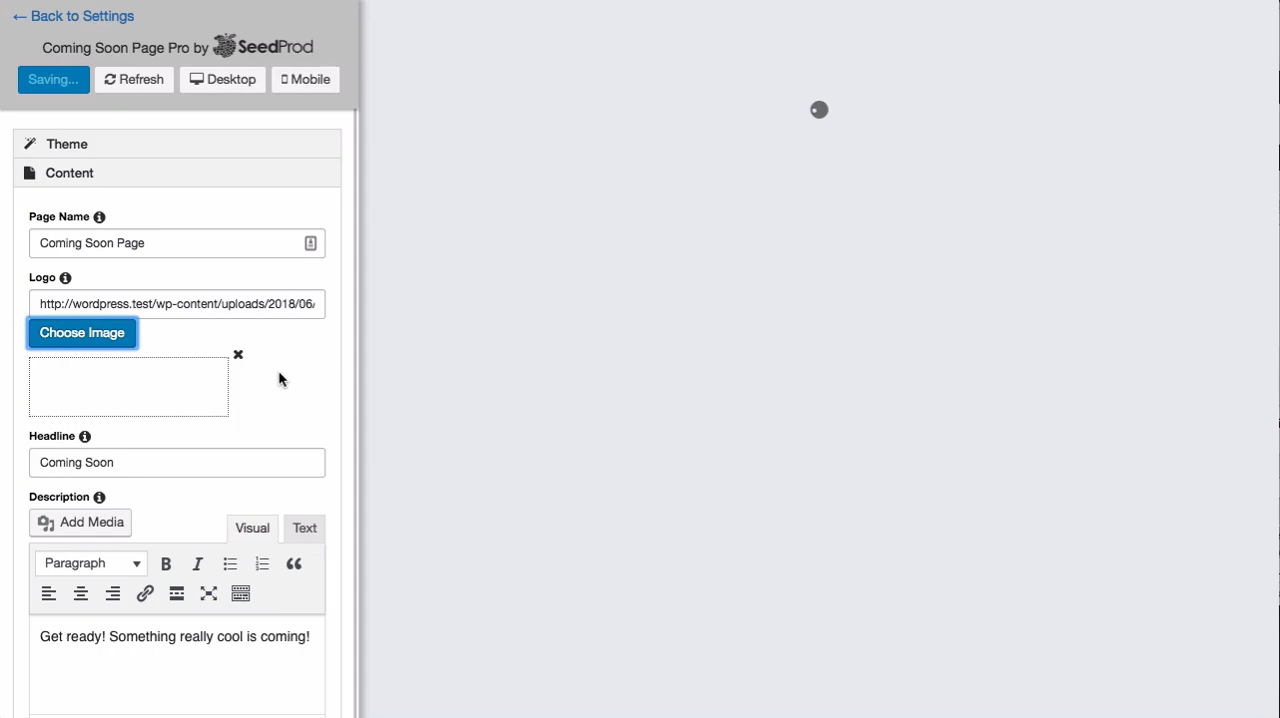 ← Back to Settings
Coming Soon Page Pro by SeedProd
Saving... Refresh Desktop Mobile
Theme
Content
Page Name
Coming Soon Page
Logo
http://wordpress.test/wp-content/uploads/2018/06/
Choose Image
Headline
Coming Soon
Description
Add Media Visual Text
Paragraph B I
Get ready! Something really cool is coming!